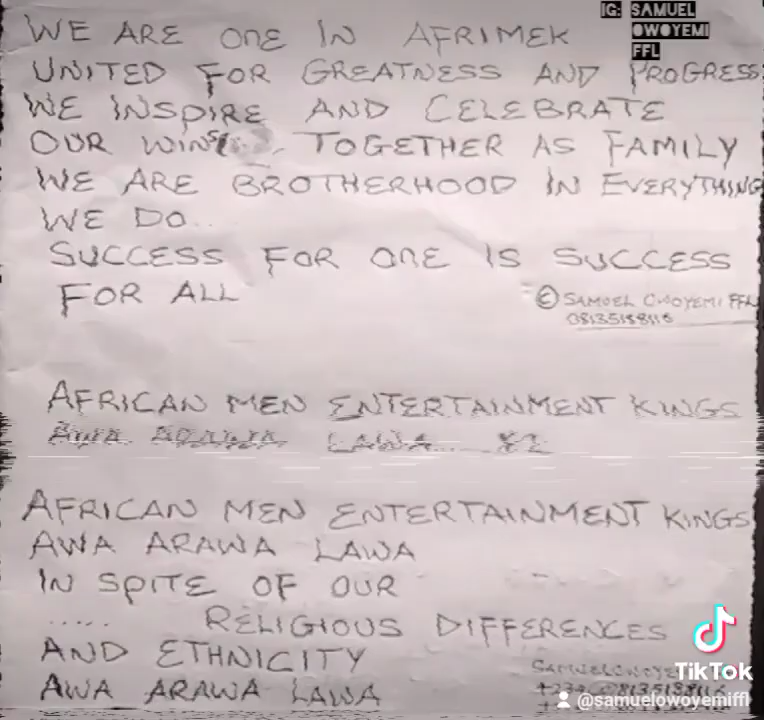 IG: SAMUEL
OWOYEMI
FFL
WE ARE ONE IN AFRIMEK
UNITED FOR GREATNESS AND PROGRESS
WE INSPIRE AND CELEBRATE
OUR WINS TOGETHER AS FAMILY
WE ARE BROTHERHOOD IN EVERYTHING
WE DO..
SUCCESS FOR ONE IS SUCCESS
FOR ALL
© SAMUEL OWOYEMI FFL
08135188116
AFRICAN MEN ENTERTAINMENT KINGS
AWA ARAWA LAWA... X2
AFRICAN MEN ENTERTAINMENT KINGS
AWA ARAWA LAWA
IN SPITE OF OUR
..... RELIGIOUS DIFFERENCES
AND ETHNICITY
AWA ARAWA LAWA
TikTok
@samuelowoyemiffl